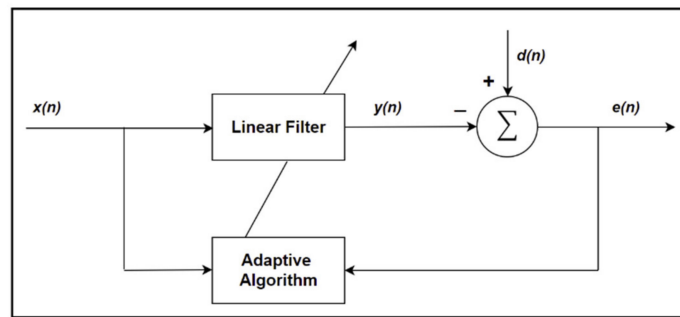 d(n)
+
x(n)
Linear Filter
y(n)
–
∑
e(n)
Adaptive
Algorithm